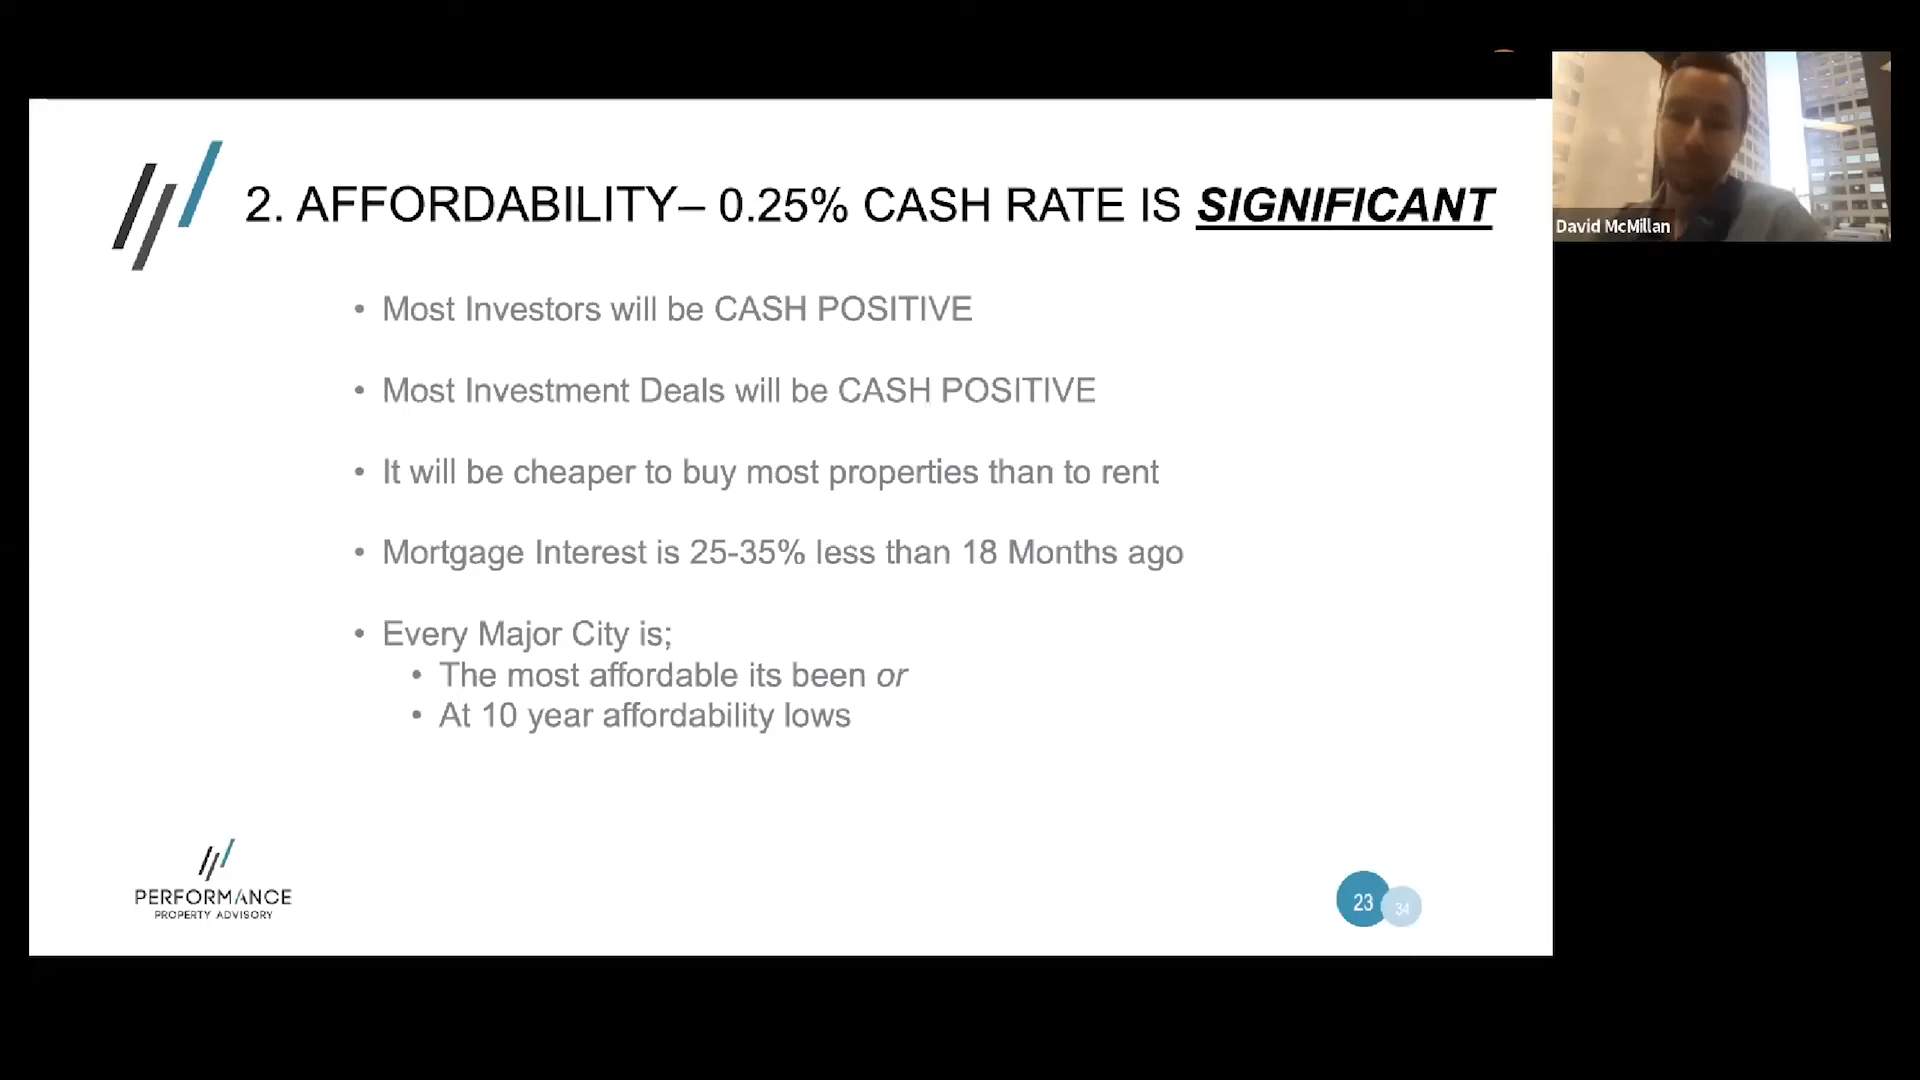 2. AFFORDABILITY– 0.25% CASH RATE IS SIGNIFICANT
David McMillan
• Most Investors will be CASH POSITIVE
• Most Investment Deals will be CASH POSITIVE
• It will be cheaper to buy most properties than to rent
• Mortgage Interest is 25-35% less than 18 Months ago
• Every Major City is;
• The most affordable its been or
• At 10 year affordability lows
PERFORMANCE
PROPERTY ADVISORY
23
34